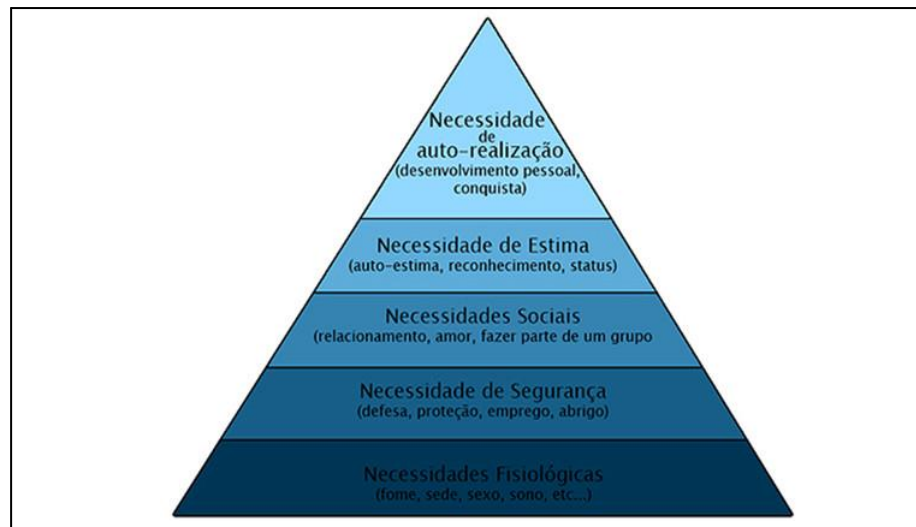 Necessidade
de
auto-realização
(desenvolvimento pessoal,
conquista)
Necessidade de Estima
(auto-estima, reconhecimento, status)
Necessidades Sociais
(relacionamento, amor, fazer parte de um grupo
Necessidade de Segurança
(defesa, proteção, emprego, abrigo)
Necessidades Fisiológicas
(fome, sede, sexo, sono, etc...)